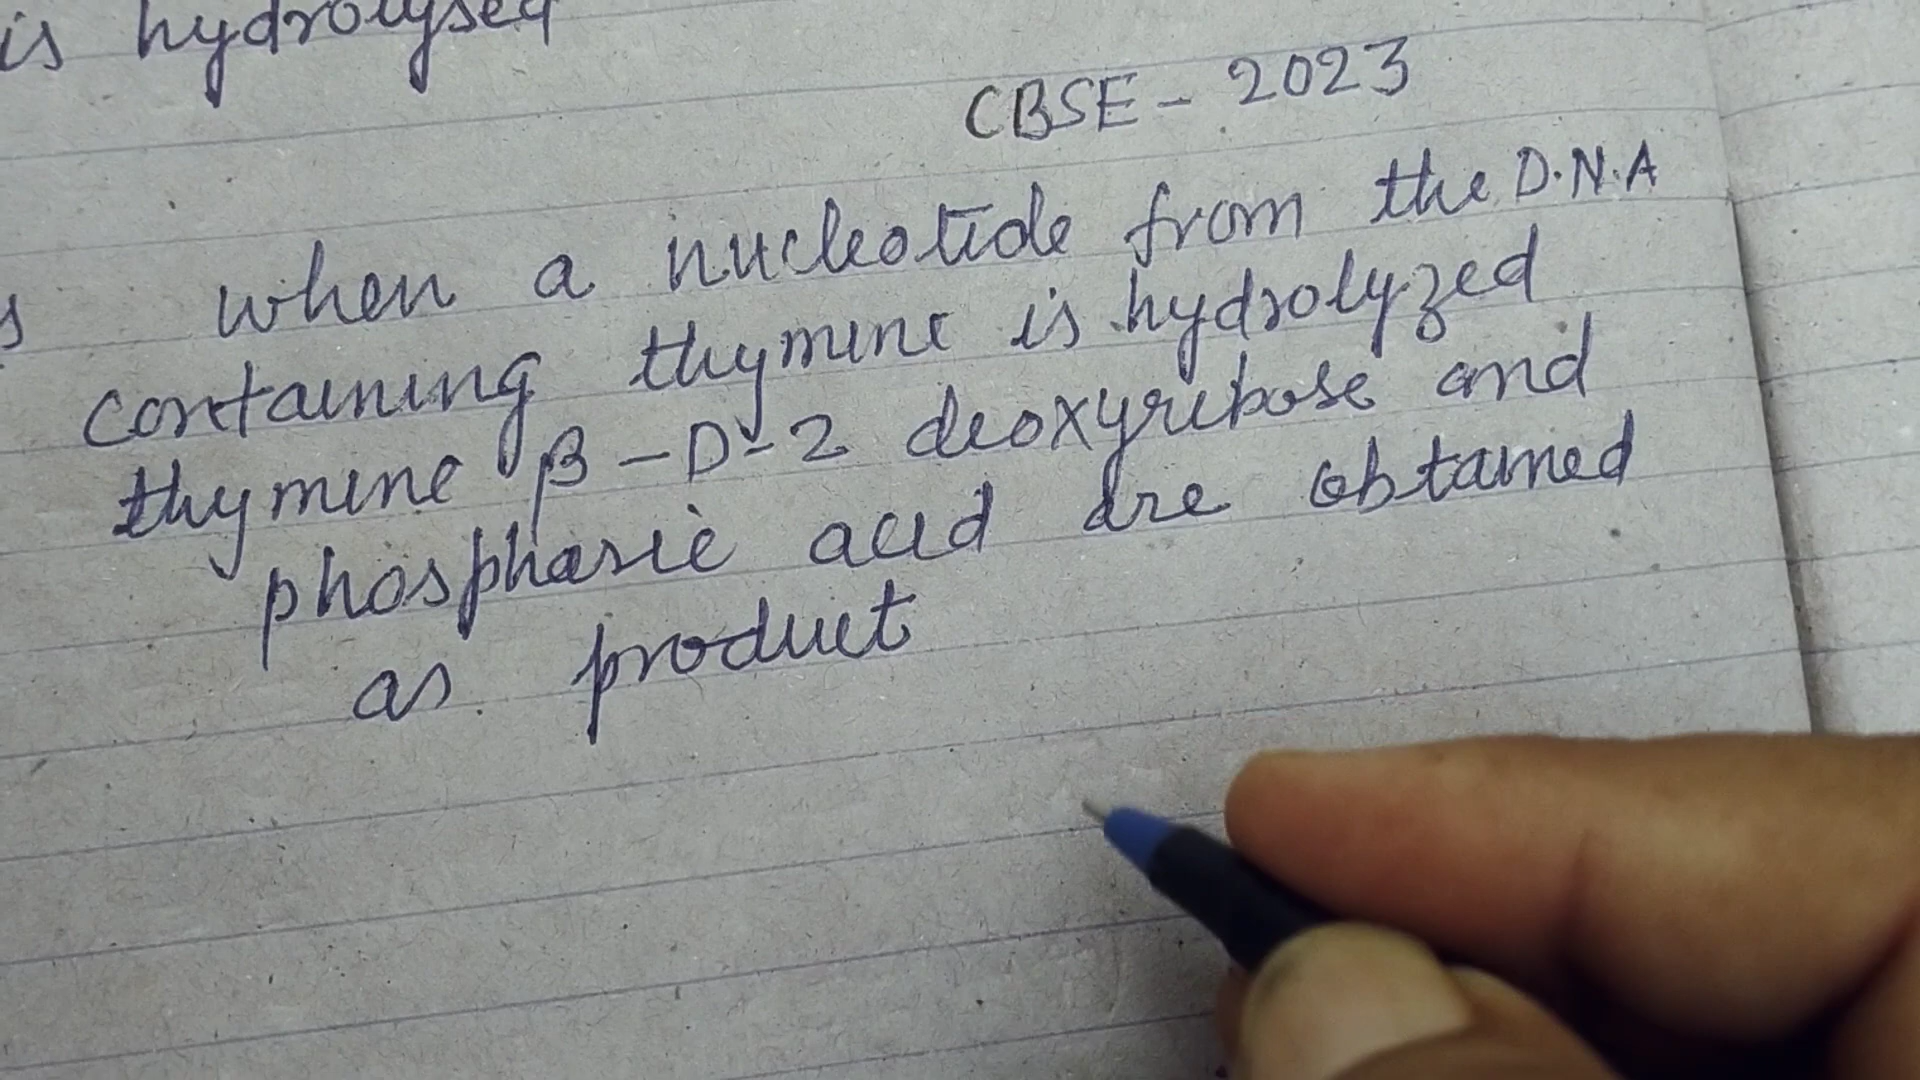 is hydrolysed
CBSE - 2023
s when a nucleotide from the D.N.A
containing thymine is hydrolyzed
thymine β-D-2 deoxyribose and
phosphoric acid are obtained
as product